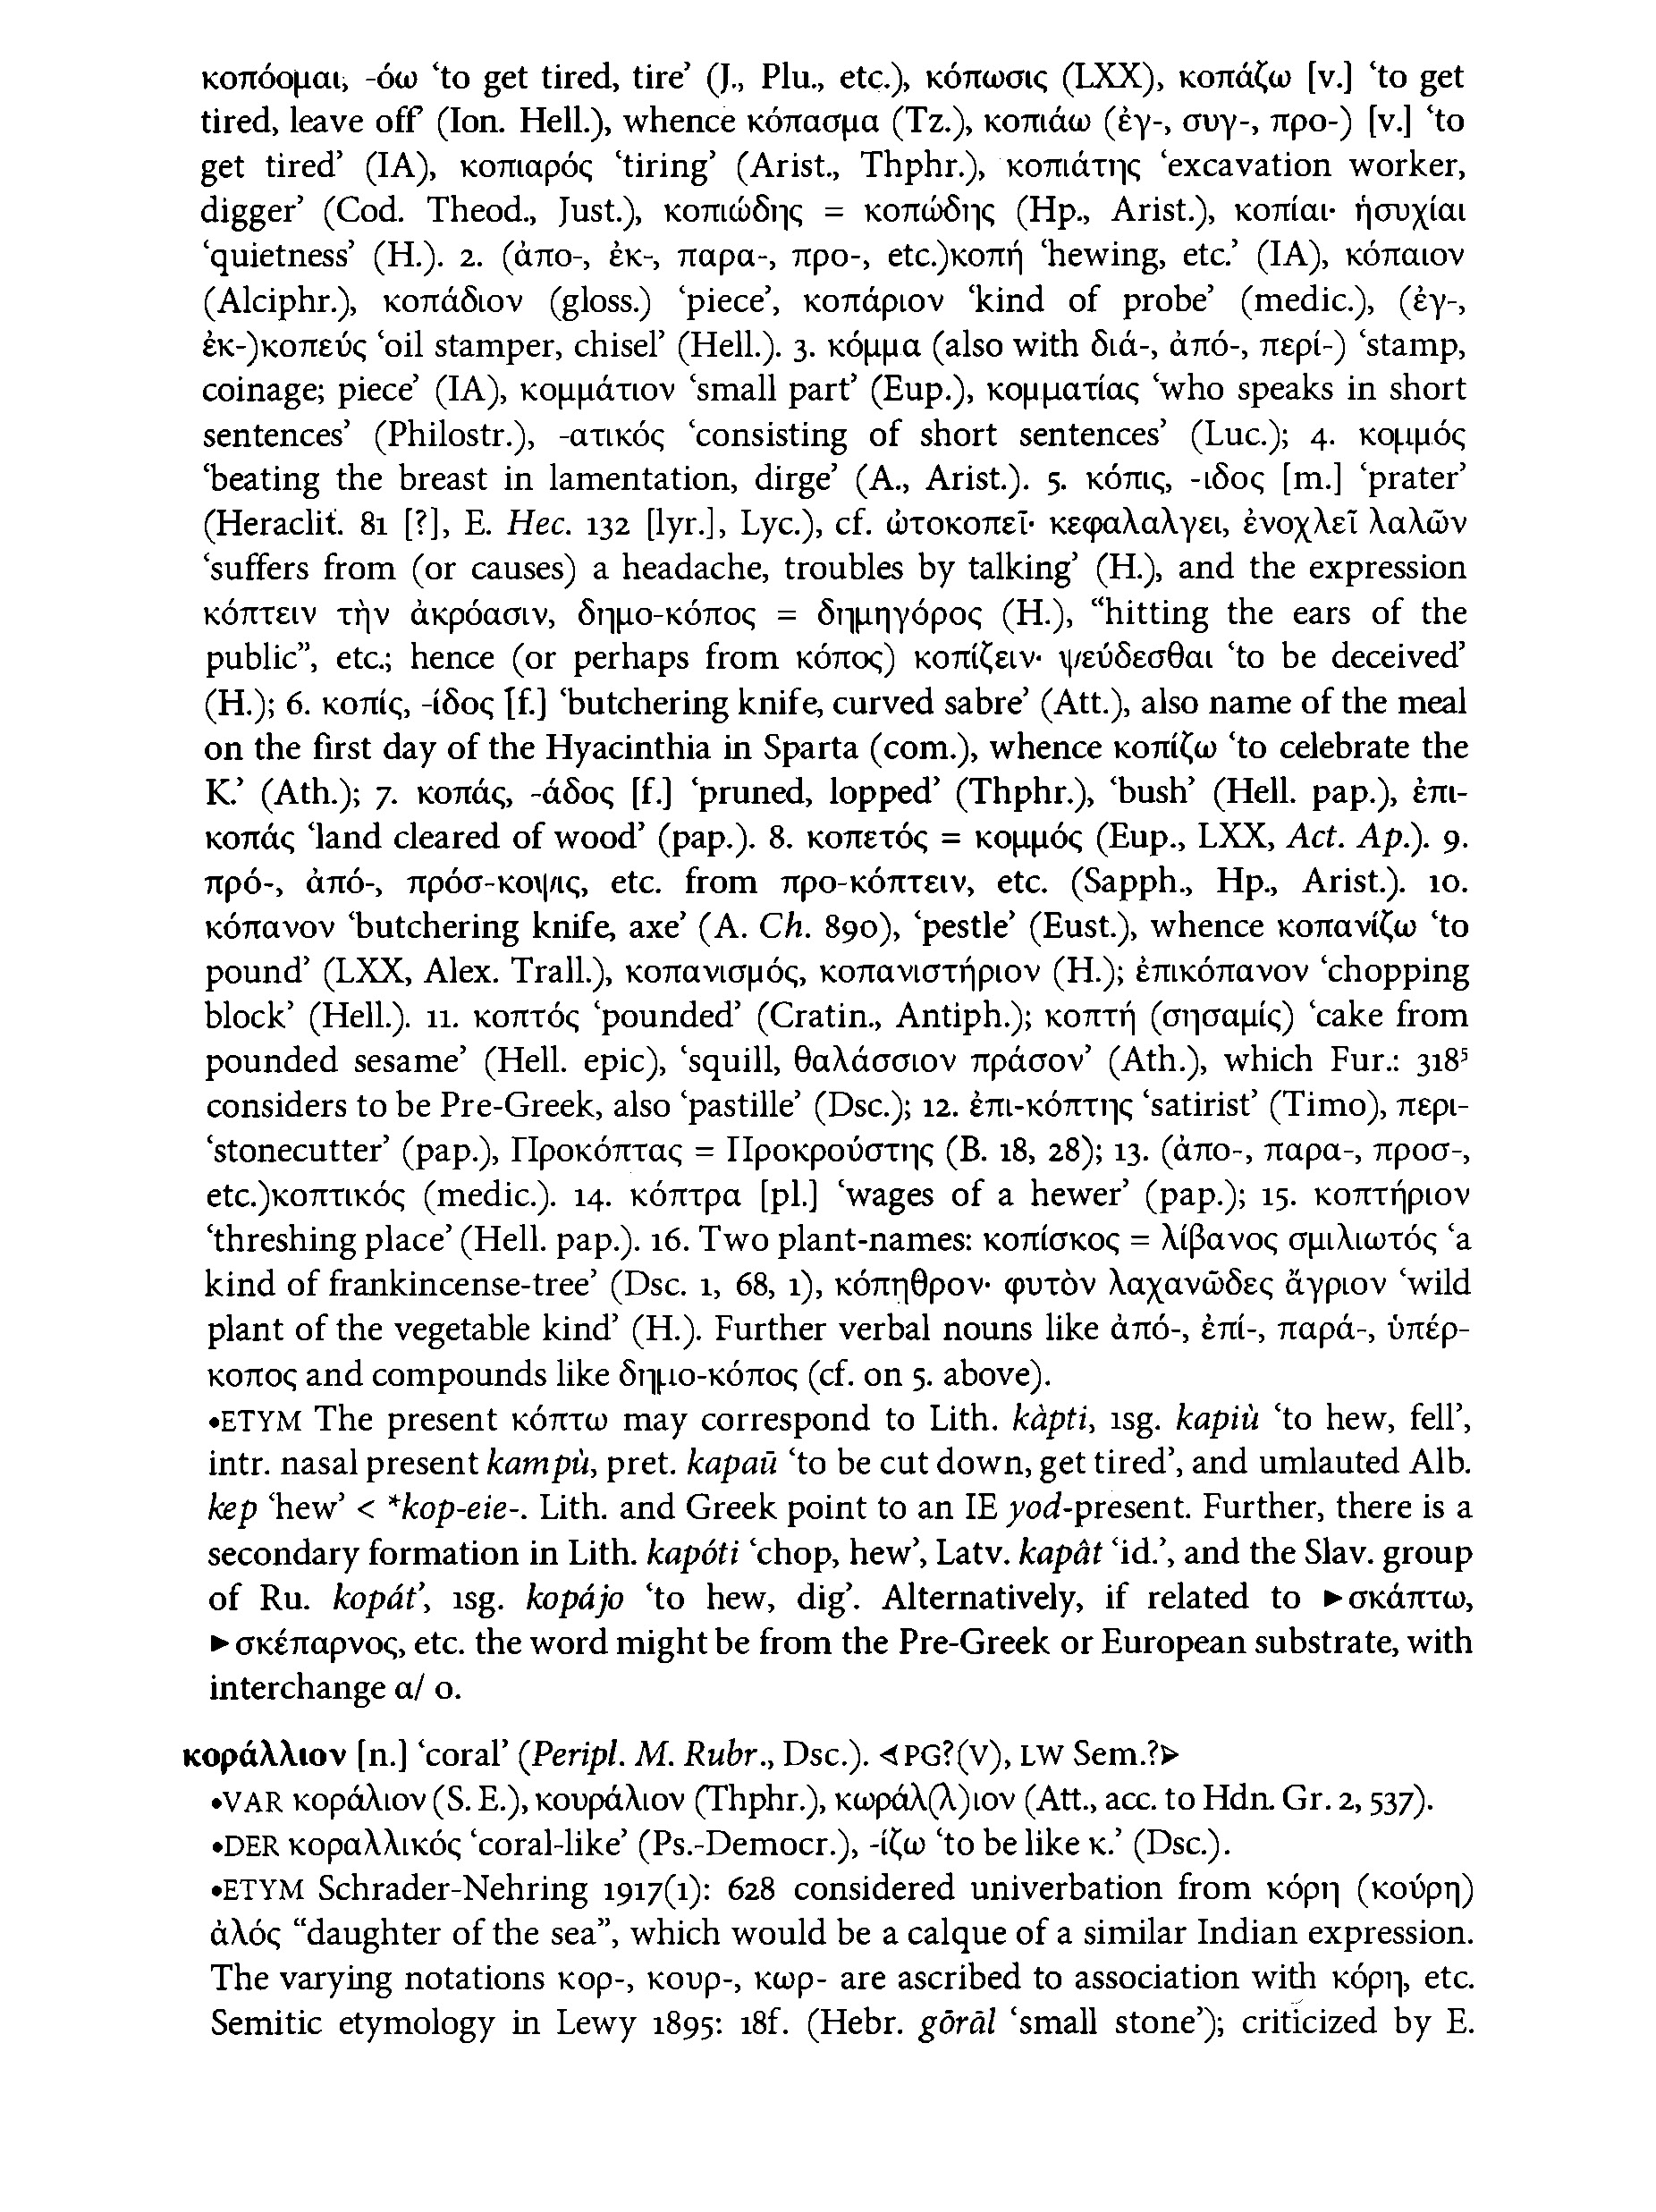 κοπόομαι, -όω ‘to get tired, tire’ (J., Plu., etc.), κόπωσις (LXX), κοπάζω [v.] ‘to get
tired, leave off’ (Ion. Hell.), whence κόπασμα (Tz.), κοπιάω (ἐγ-, συγ-, προ-) [v.] ‘to
get tired’ (IA), κοπιαρός ‘tiring’ (Arist., Thphr.), κοπιάτης ‘excavation worker,
digger’ (Cod. Theod., Just.), κοπιώδης = κοπώδης (Hp., Arist.), κοπίαι· ἡσυχίαι
‘quietness’ (H.). 2. (ἀπο-, ἐκ-, παρα-, προ-, etc.)κοπή ‘hewing, etc.’ (IA), κόπαιον
(Alciphr.), κοπάδιον (gloss.) ‘piece’, κοπάριον ‘kind of probe’ (medic.), (ἐγ-,
ἐκ-)κοπεύς ‘oil stamper, chisel’ (Hell.). 3. κόμμα (also with διά-, ἀπό-, περί-) ‘stamp,
coinage; piece’ (IA), κομμάτιον ‘small part’ (Eup.), κομματίας ‘who speaks in short
sentences’ (Philostr.), -ατικός ‘consisting of short sentences’ (Luc.); 4. κομμός
‘beating the breast in lamentation, dirge’ (A., Arist.). 5. κόπις, -ιδος [m.] ‘prater’
(Heraclit. 81 [?], E. Hec. 132 [lyr.], Lyc.), cf. ὠτοκοπεῖ· κεφαλαλγει, ἐνοχλεῖ λαλῶν
‘suffers from (or causes) a headache, troubles by talking’ (H.), and the expression
κόπτειν τὴν ἀκρόασιν, δημο-κόπος = δημηγόρος (H.), “hitting the ears of the
public”, etc.; hence (or perhaps from κόπος) κοπίζειν· ψεύδεσθαι ‘to be deceived’
(H.); 6. κοπίς, -ίδος [f.] ‘butchering knife, curved sabre’ (Att.), also name of the meal
on the first day of the Hyacinthia in Sparta (com.), whence κοπίζω ‘to celebrate the
K.’ (Ath.); 7. κοπάς, -άδος [f.] ‘pruned, lopped’ (Thphr.), ‘bush’ (Hell. pap.), ἐπι-
κοπάς ‘land cleared of wood’ (pap.). 8. κοπετός = κομμός (Eup., LXX, Act. Ap.). 9.
πρό-, ἀπό-, πρόσ-κοψις, etc. from προ-κόπτειν, etc. (Sapph., Hp., Arist.). 10.
κόπανον ‘butchering knife, axe’ (A. Ch. 890), ‘pestle’ (Eust.), whence κοπανίζω ‘to
pound’ (LXX, Alex. Trall.), κοπανισμός, κοπανιστήριον (H.); ἐπικόπανον ‘chopping
block’ (Hell.). 11. κοπτός ‘pounded’ (Cratin., Antiph.); κοπτή (σησαμίς) ‘cake from
pounded sesame’ (Hell. epic), ‘squill, θαλάσσιον πράσον’ (Ath.), which Fur.: 318⁵
considers to be Pre-Greek, also ‘pastille’ (Dsc.); 12. ἐπι-κόπτης ‘satirist’ (Timo), περι-
‘stonecutter’ (pap.), Προκόπτας = Προκρούστης (B. 18, 28); 13. (ἀπο-, παρα-, προσ-,
etc.)κοπτικός (medic.). 14. κόπτρα [pl.] ‘wages of a hewer’ (pap.); 15. κοπτήριον
‘threshing place’ (Hell. pap.). 16. Two plant-names: κοπίσκος = λίβανος σμιλιωτός ‘a
kind of frankincense-tree’ (Dsc. 1, 68, 1), κόπηθρον· φυτὸν λαχανῶδες ἄγριον ‘wild
plant of the vegetable kind’ (H.). Further verbal nouns like ἀπό-, ἐπί-, παρά-, ὑπέρ-
κοπος and compounds like δημο-κόπος (cf. on 5. above).
•ETYM The present κόπτω may correspond to Lith. kàpti, 1sg. kapiù ‘to hew, fell’,
intr. nasal present kampù, pret. kapaũ ‘to be cut down, get tired’, and umlauted Alb.
kep ‘hew’ < *kop-eie-. Lith. and Greek point to an IE yod-present. Further, there is a
secondary formation in Lith. kapóti ‘chop, hew’, Latv. kapât ‘id.’, and the Slav. group
of Ru. kopát’, 1sg. kopájo ‘to hew, dig’. Alternatively, if related to ►σκάπτω,
►σκέπαρνος, etc. the word might be from the Pre-Greek or European substrate, with
interchange α/ ο.
κοράλλιον [n.] ‘coral’ (Peripl. M. Rubr., Dsc.). ◄PG?(V), LW Sem.?►
•VAR κοράλιον (S. E.), κουράλιον (Thphr.), κωράλ(λ)ιον (Att., acc. to Hdn. Gr. 2, 537).
•DER κοραλλικός ‘coral-like’ (Ps.-Democr.), -ίζω ‘to be like κ.’ (Dsc.).
•ETYM Schrader-Nehring 1917(1): 628 considered univerbation from κόρη (κούρη)
ἁλός “daughter of the sea”, which would be a calque of a similar Indian expression.
The varying notations κορ-, κουρ-, κωρ- are ascribed to association with κόρη, etc.
Semitic etymology in Lewy 1895: 18f. (Hebr. gōrāl ‘small stone’); criticized by E.